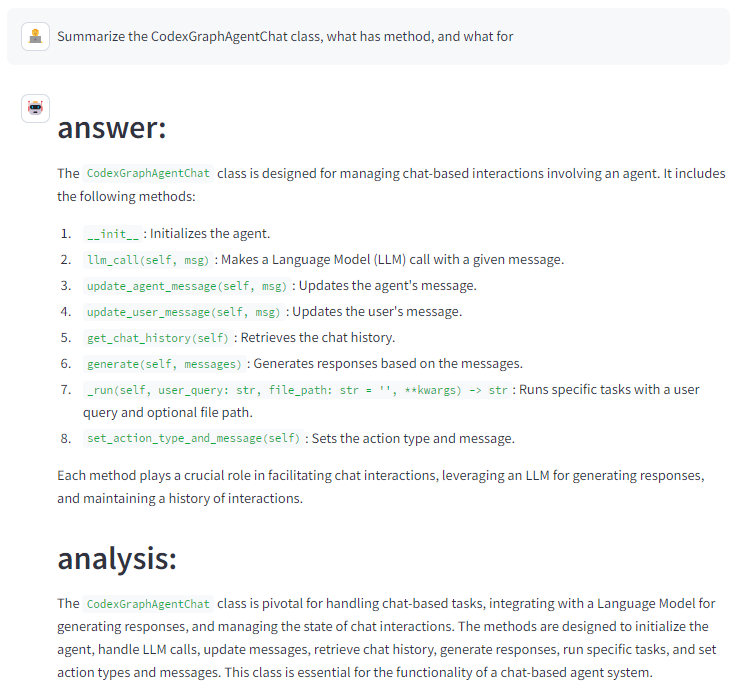 Summarize the CodexGraphAgentChat class, what has method, and what for
answer:
The CodexGraphAgentChat class is designed for managing chat-based interactions involving an agent. It includes
the following methods:
1. __init__ : Initializes the agent.
2. llm_call(self, msg) : Makes a Language Model (LLM) call with a given message.
3. update_agent_message(self, msg) : Updates the agent's message.
4. update_user_message(self, msg) : Updates the user's message.
5. get_chat_history(self) : Retrieves the chat history.
6. generate(self, messages) : Generates responses based on the messages.
7. _run(self, user_query: str, file_path: str = '', **kwargs) -> str : Runs specific tasks with a user
query and optional file path.
8. set_action_type_and_message(self) : Sets the action type and message.
Each method plays a crucial role in facilitating chat interactions, leveraging an LLM for generating responses,
and maintaining a history of interactions.
analysis:
The CodexGraphAgentChat class is pivotal for handling chat-based tasks, integrating with a Language Model for
generating responses, and managing the state of chat interactions. The methods are designed to initialize the
agent, handle LLM calls, update messages, retrieve chat history, generate responses, run specific tasks, and set
action types and messages. This class is essential for the functionality of a chat-based agent system.